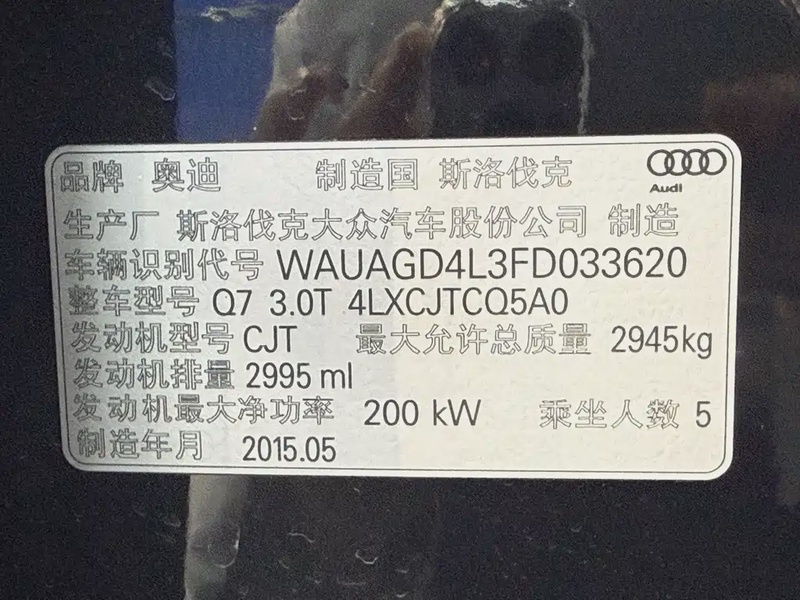 品牌 奥迪 制造国 斯洛伐克
Audi
生产厂 斯洛伐克大众汽车股份公司 制造
车辆识别代号 WAUAGD4L3FD033620
整车型号 Q7 3.0T 4LXCJTCQ5A0
发动机型号 CJT 最大允许总质量 2945kg
发动机排量 2995 ml
发动机最大净功率 200 kW 乘坐人数 5
制造年月 2015.05